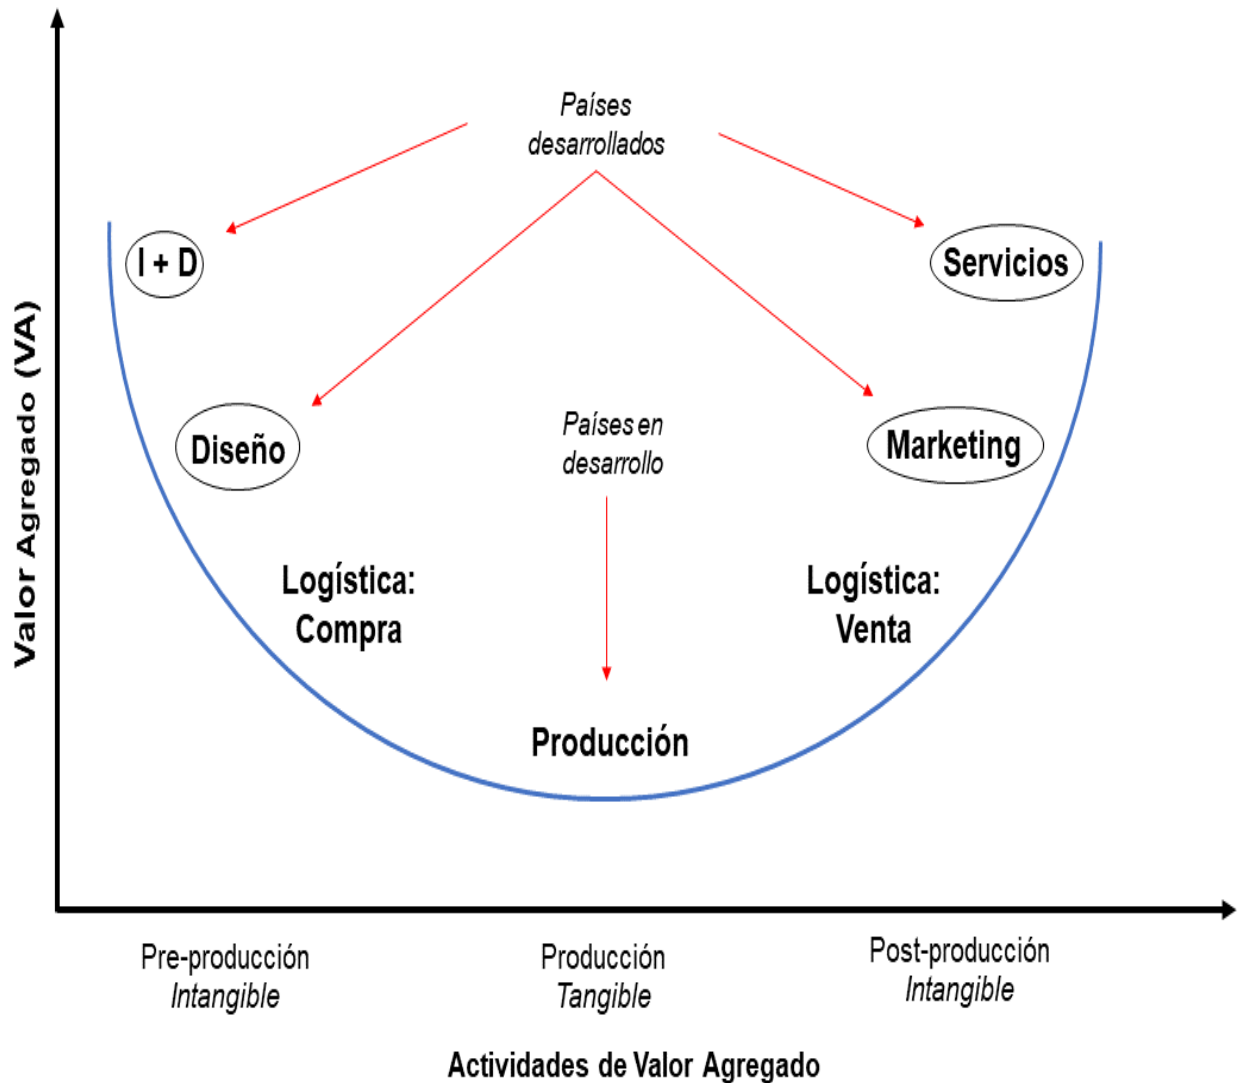 Países
desarrollados
I + D
Servicios
Valor Agregado (VA)
Países en
desarrollo
Diseño
Marketing
Logística:
Compra
Logística:
Venta
Producción
Pre-producción
Intangible
Producción
Tangible
Post-producción
Intangible
Actividades de Valor Agregado